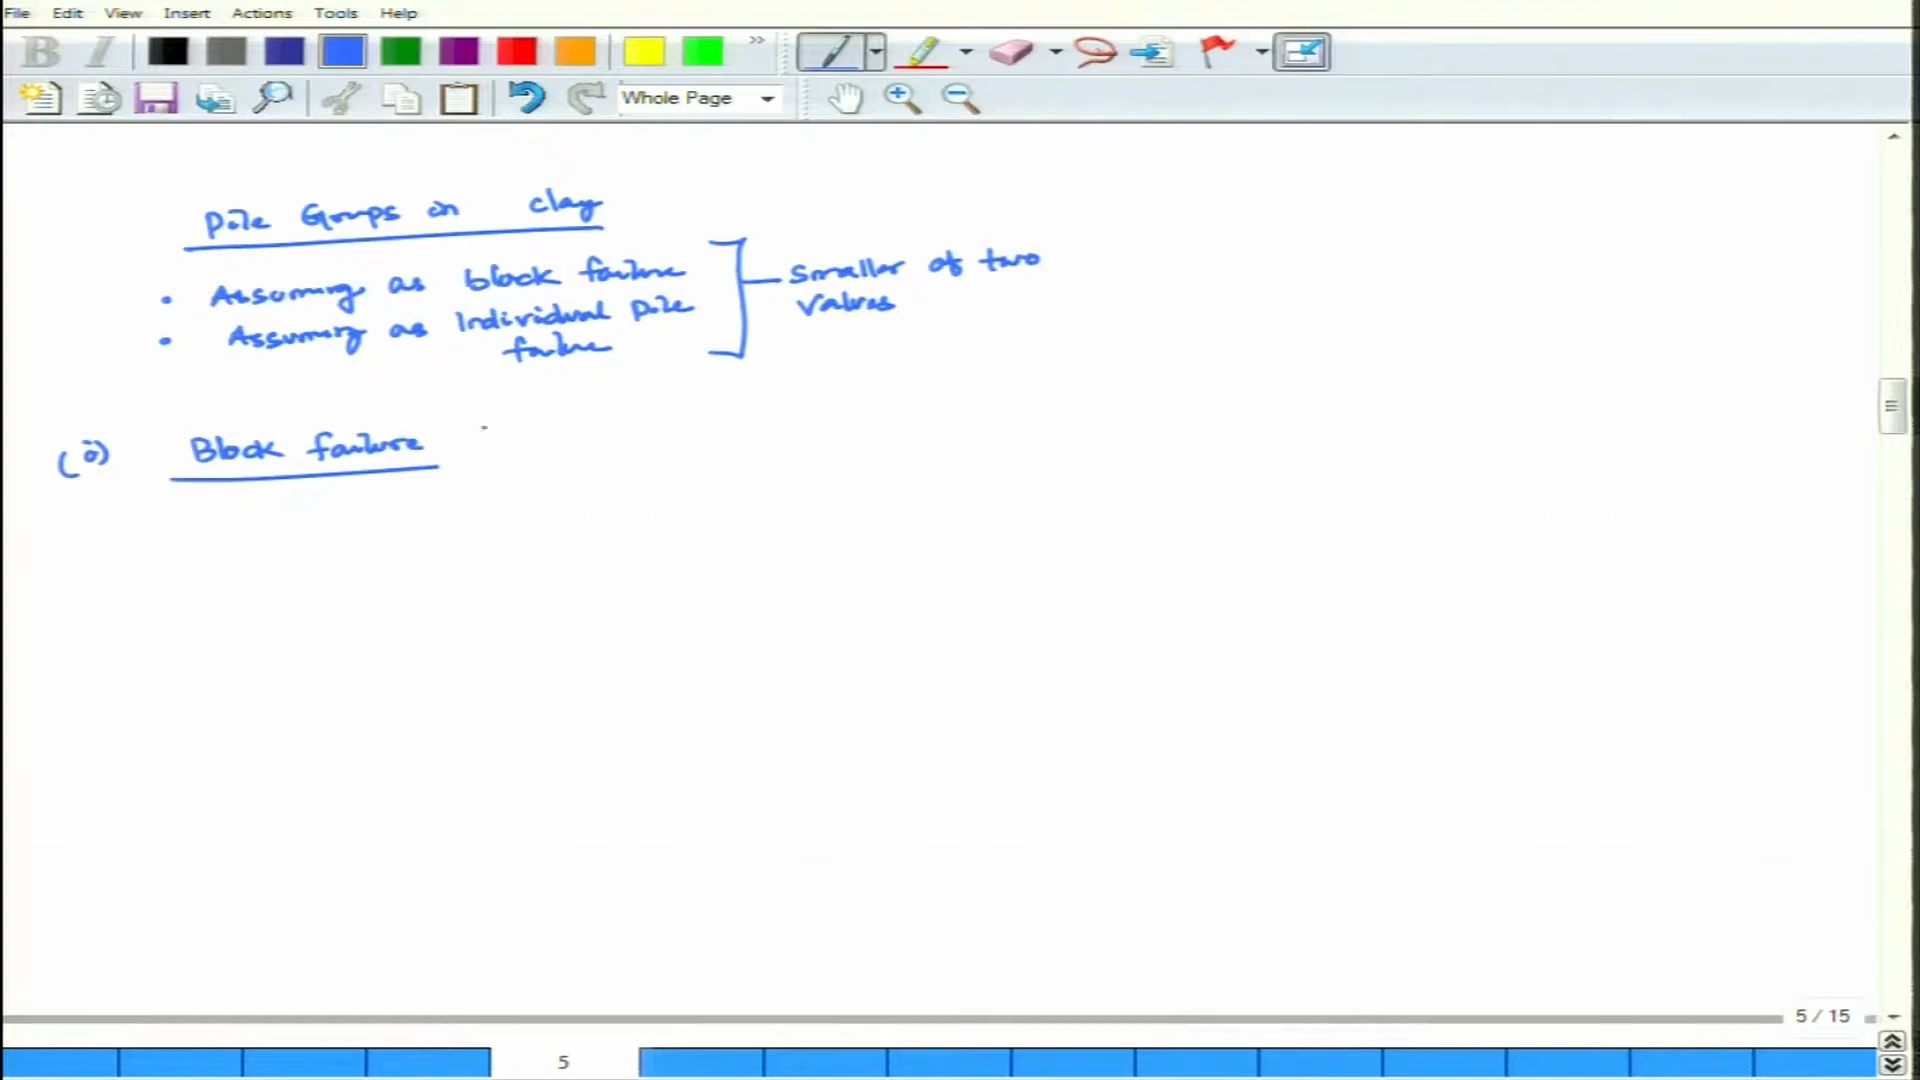 File Edit View Insert Actions Tools Help
B I
Whole Page
Pile Groups in clay
• Assuming as block failure
• Assuming as Individual Pile
failure
Smaller of two
values
(i) Block failure
5 / 15
5